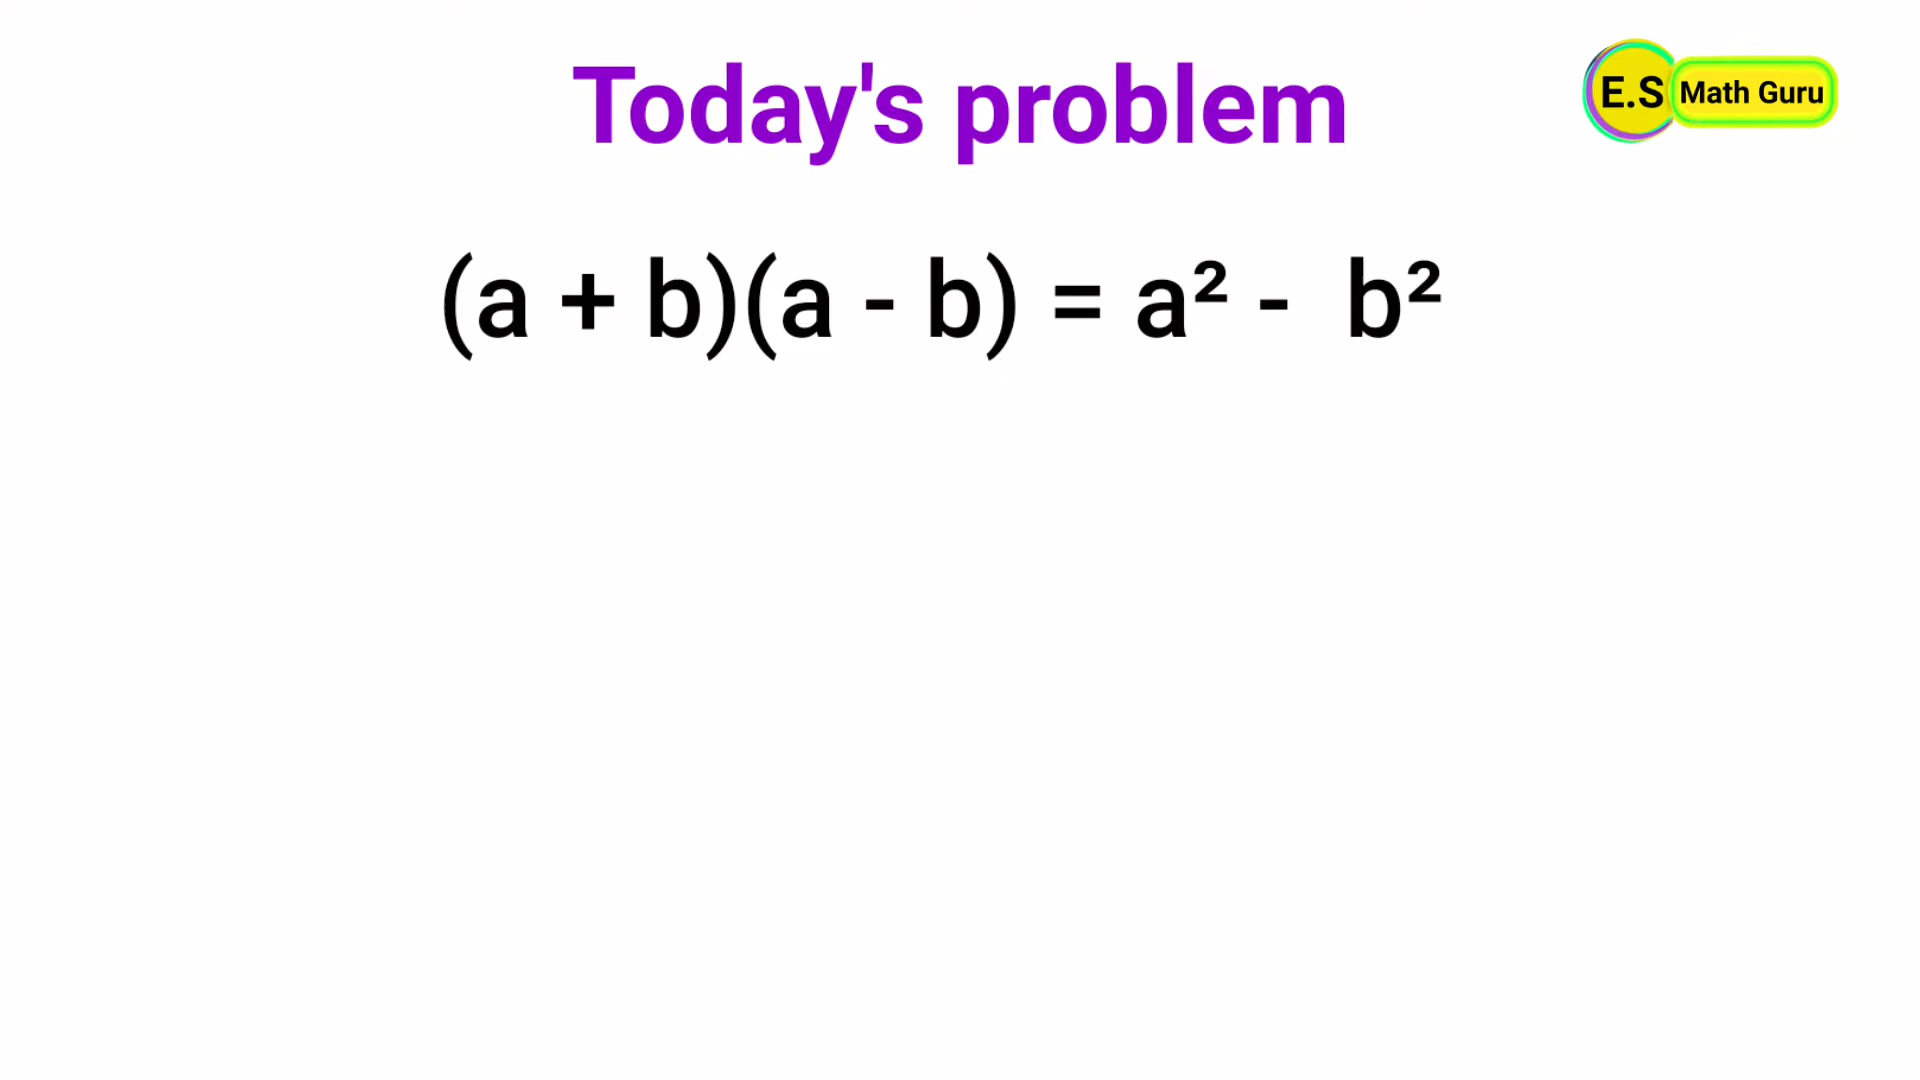 Today's problem
E.S Math Guru
(a + b)(a - b) = a² - b²